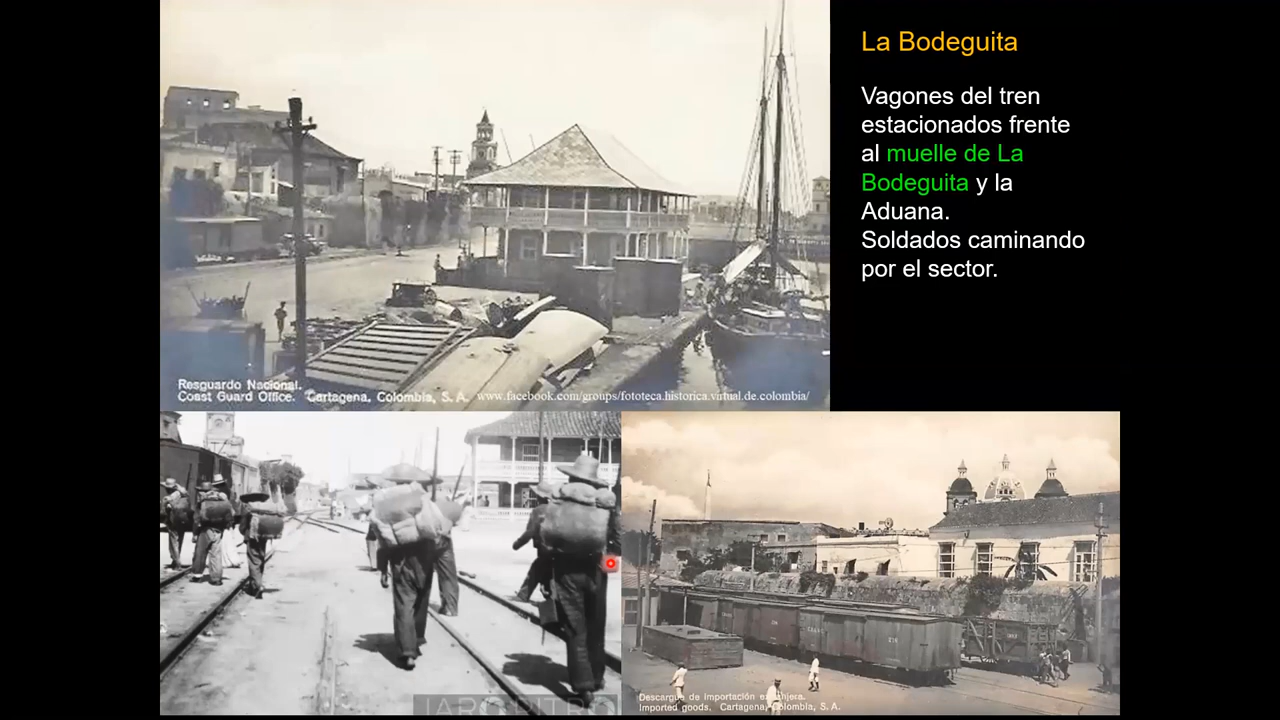 La Bodeguita
Vagones del tren
estacionados frente
al muelle de La
Bodeguita y la
Aduana.
Soldados caminando
por el sector.
Resguardo Nacional.
Coast Guard Office. Cartagena, Colombia, S. A.
www.facebook.com/groups/fototeca.historica.virtual.de.colombia/
Descargue de importación
Imported goods. Cartagena, Colombia, S. A.